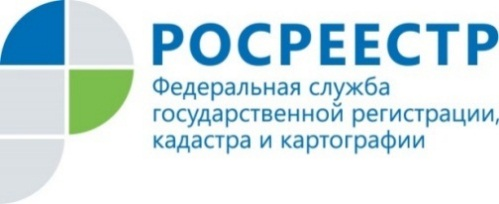 РОСРЕЕСТР
Федеральная служба
государственной регистрации,
кадастра и картографии